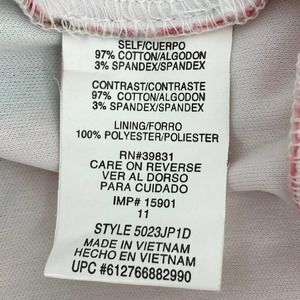 SELF/CUERPO
97% COTTON/ALGODON
3% SPANDEX/SPANDEX
CONTRAST/CONTRASTE
97% COTTON/ALGODON
3% SPANDEX/SPANDEX
LINING/FORRO
100% POLYESTER/POLIESTER
RN#39831
CARE ON REVERSE
VER AL DORSO
PARA CUIDADO
IMP# 15901
11
STYLE 5023JP1D
MADE IN VIETNAM
HECHO EN VIETNAM
UPC #612766882990